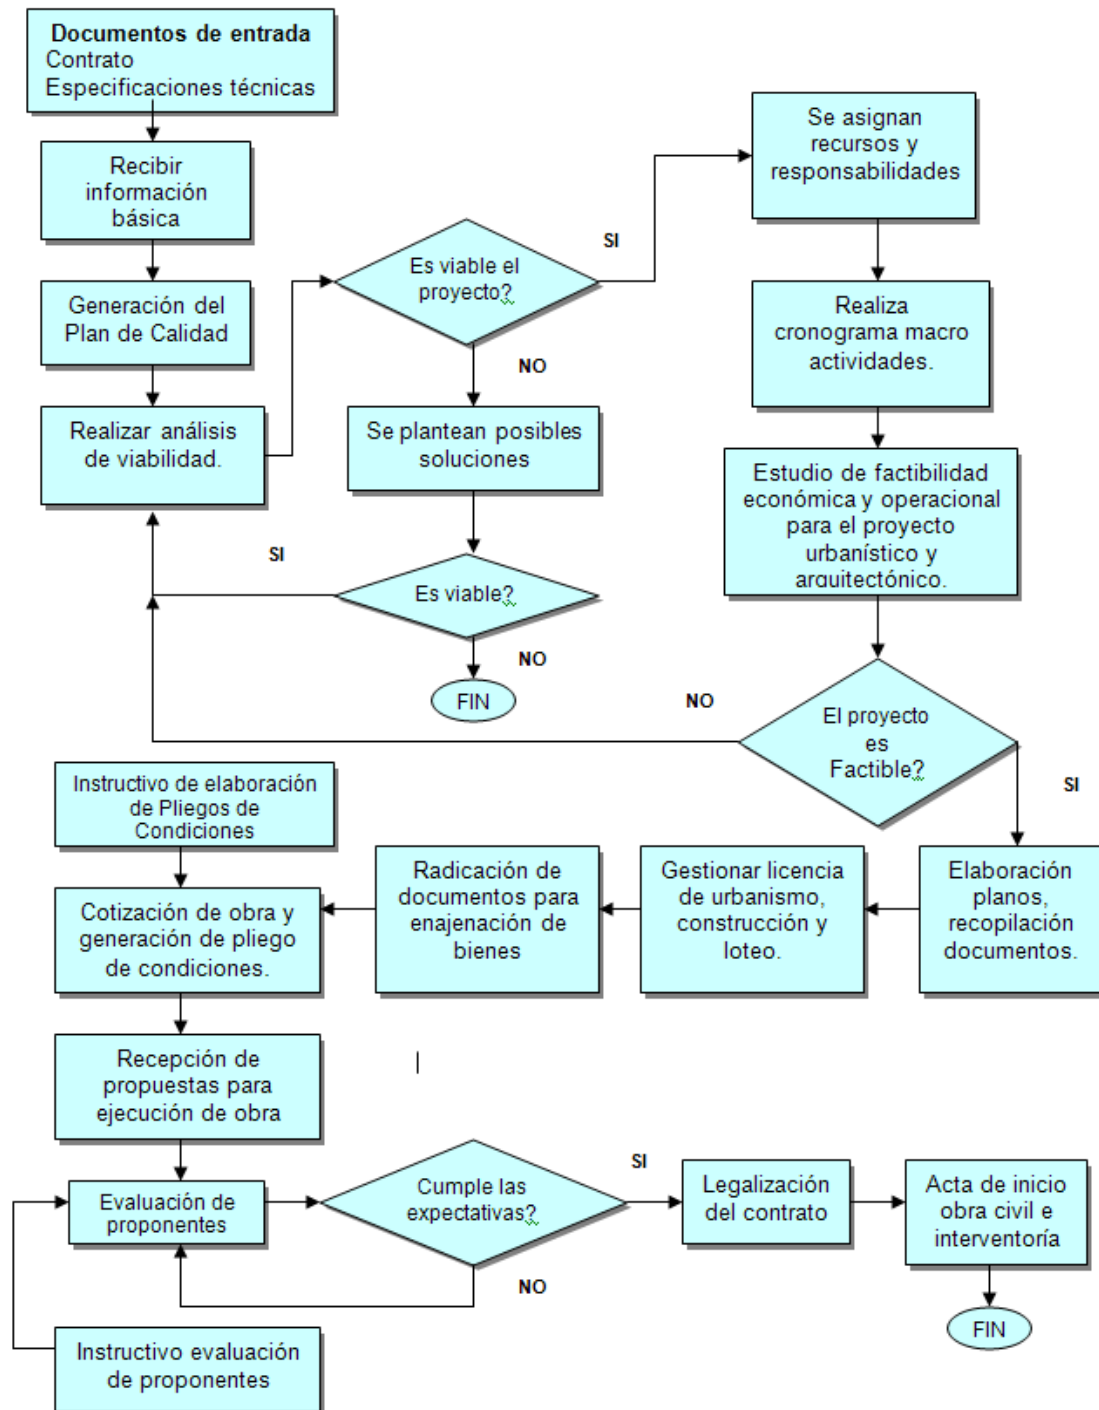 Documentos de entrada
Contrato
Especificaciones técnicas
Recibir
información
básica
Generación del
Plan de Calidad
Realizar análisis
de viabilidad.
Es viable el
proyecto?
SI
NO
Se plantean posibles
soluciones
Es viable?
SI
NO
FIN
Se asignan
recursos y
responsabilidades
Realiza
cronograma macro
actividades.
Estudio de factibilidad
económica y operacional
para el proyecto
urbanístico y
arquitectónico.
El proyecto
es
Factible?
NO
SI
Elaboración
planos,
recopilación
documentos.
Gestionar licencia
de urbanismo,
construcción y
loteo.
Radicación de
documentos para
enajenación de
bienes
Instructivo de elaboración
de Pliegos de
Condiciones
Cotización de obra y
generación de pliego
de condiciones.
Recepción de
propuestas para
ejecución de obra
Evaluación de
proponentes
Cumple las
expectativas?
SI
NO
Legalización
del contrato
Acta de inicio
obra civil e
interventoría
FIN
Instructivo evaluación
de proponentes